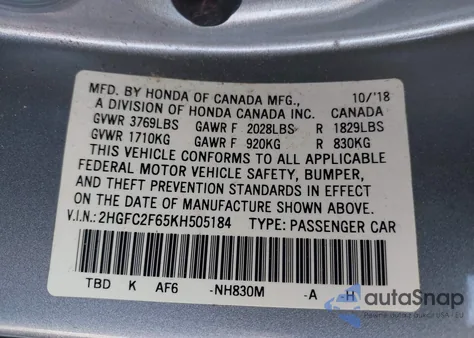 MFD. BY HONDA OF CANADA MFG., 10/'18
A DIVISION OF HONDA CANADA INC. CANADA
GVWR 3769LBS GAWR F 2028LBS R 1829LBS
GVWR 1710KG GAWR F 920KG R 830KG
THIS VEHICLE CONFORMS TO ALL APPLICABLE
FEDERAL MOTOR VEHICLE SAFETY, BUMPER,
AND THEFT PREVENTION STANDARDS IN EFFECT
ON THE DATE OF MANUFACTURE SHOWN ABOVE.
V.I.N.: 2HGFC2F65KH505184 TYPE: PASSENGER CAR
TBD K AF6 -NH830M -A -H
autoSnap